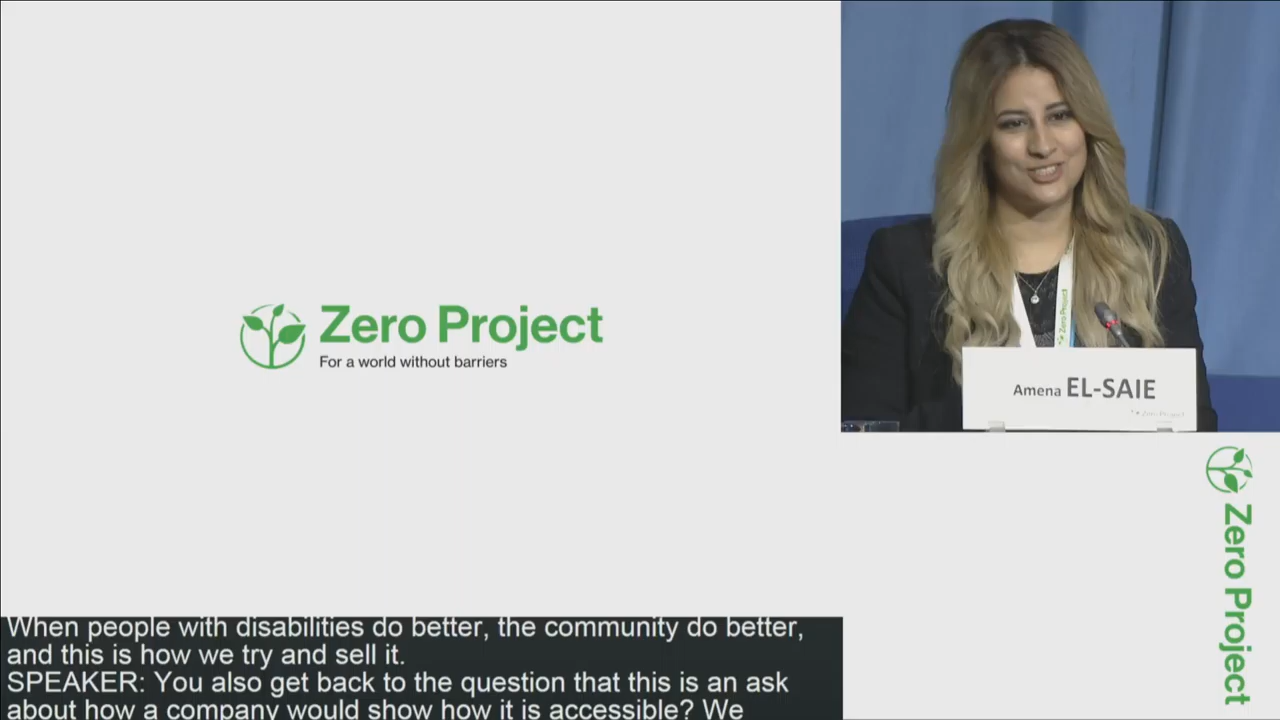 Zero Project
For a world without barriers
Amena EL-SAIE
Zero Project
Zero Project
Zero Project
When people with disabilities do better, the community do better,
and this is how we try and sell it.
SPEAKER: You also get back to the question that this is an ask
about how a company would show how it is accessible? We